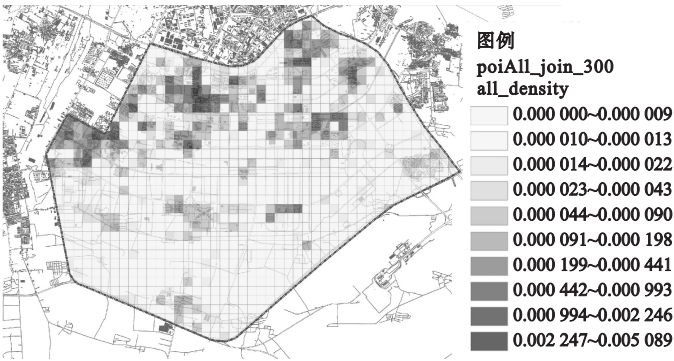 图例
poiAll_join_300
all_density
0.000 000~0.000 009
0.000 010~0.000 013
0.000 014~0.000 022
0.000 023~0.000 043
0.000 044~0.000 090
0.000 091~0.000 198
0.000 199~0.000 441
0.000 442~0.000 993
0.000 994~0.002 246
0.002 247~0.005 089